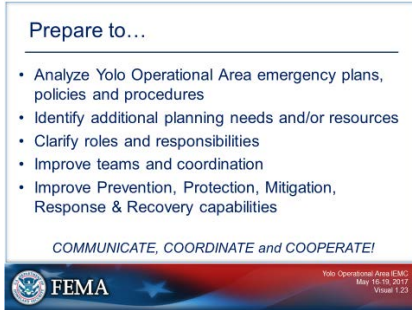 Prepare to…
• Analyze Yolo Operational Area emergency plans,
policies and procedures
• Identify additional planning needs and/or resources
• Clarify roles and responsibilities
• Improve teams and coordination
• Improve Prevention, Protection, Mitigation,
Response & Recovery capabilities
COMMUNICATE, COORDINATE and COOPERATE!
FEMA
Yolo Operational Area IEMC
May 16-19, 2017
Visual 1.23